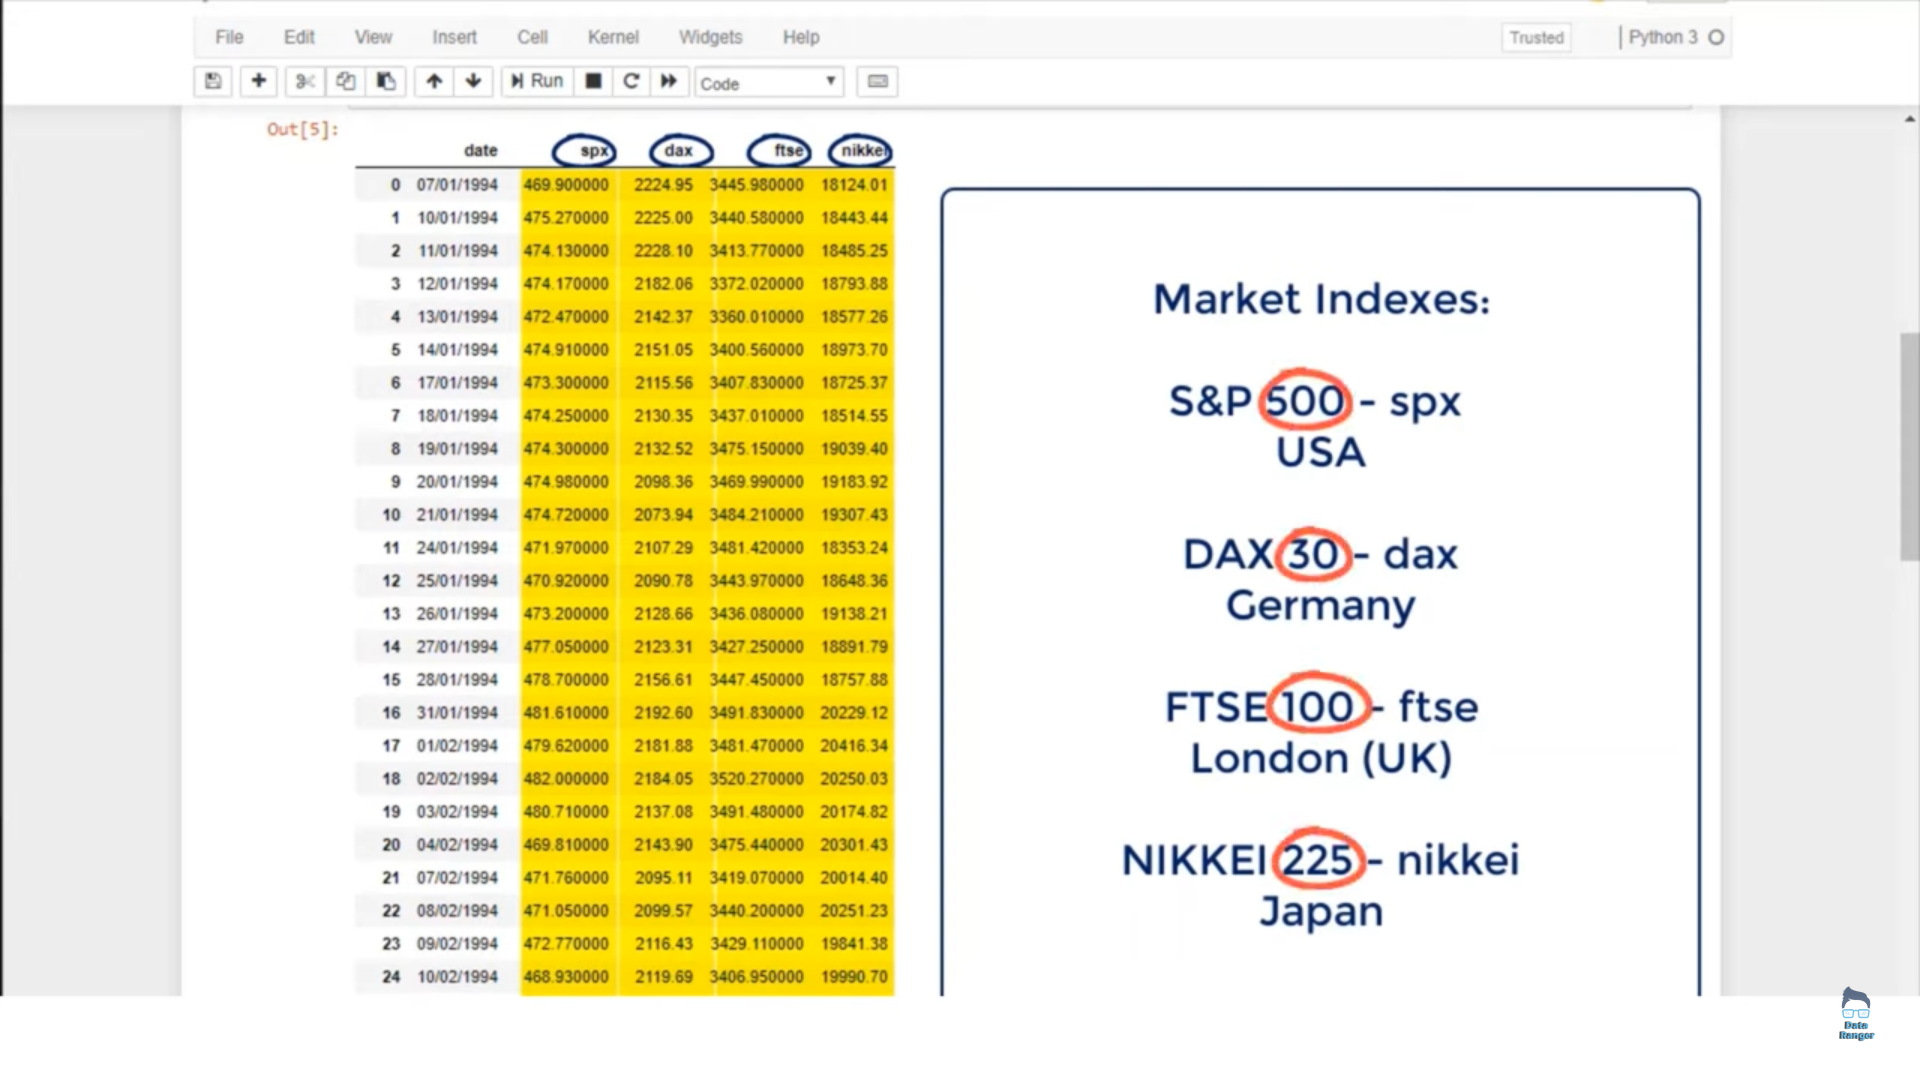 File Edit View Insert Cell Kernel Widgets Help Trusted Python 3
Run Code
Out[5]:
date spx dax ftse nikkei
0 07/01/1994 469.900000 2224.95 3445.980000 18124.01
1 10/01/1994 475.270000 2225.00 3440.580000 18443.44
2 11/01/1994 474.130000 2228.10 3413.770000 18485.25
3 12/01/1994 474.170000 2182.06 3372.020000 18793.88
4 13/01/1994 472.470000 2142.37 3360.010000 18577.26
5 14/01/1994 474.910000 2151.05 3400.560000 18973.70
6 17/01/1994 473.300000 2115.56 3407.830000 18725.37
7 18/01/1994 474.250000 2130.35 3437.010000 18514.55
8 19/01/1994 474.300000 2132.52 3475.150000 19039.40
9 20/01/1994 474.980000 2098.36 3469.990000 19183.92
10 21/01/1994 474.720000 2073.94 3484.210000 19307.43
11 24/01/1994 471.970000 2107.29 3481.420000 18353.24
12 25/01/1994 470.920000 2090.78 3443.970000 18648.36
13 26/01/1994 473.200000 2128.66 3436.080000 19138.21
14 27/01/1994 477.050000 2123.31 3427.250000 18891.79
15 28/01/1994 478.700000 2156.61 3447.450000 18757.88
16 31/01/1994 481.610000 2192.60 3491.830000 20229.12
17 01/02/1994 479.620000 2181.88 3481.470000 20416.34
18 02/02/1994 482.000000 2184.05 3520.270000 20250.03
19 03/02/1994 480.710000 2137.08 3491.480000 20174.82
20 04/02/1994 469.810000 2143.90 3475.440000 20301.43
21 07/02/1994 471.760000 2095.11 3419.070000 20014.40
22 08/02/1994 471.050000 2099.57 3440.200000 20251.23
23 09/02/1994 472.770000 2116.43 3429.110000 19841.38
24 10/02/1994 468.930000 2119.69 3406.950000 19990.70
Market Indexes:
S&P 500 - spx
USA
DAX 30 - dax
Germany
FTSE 100 - ftse
London (UK)
NIKKEI 225 - nikkei
Japan
Data
Ranger